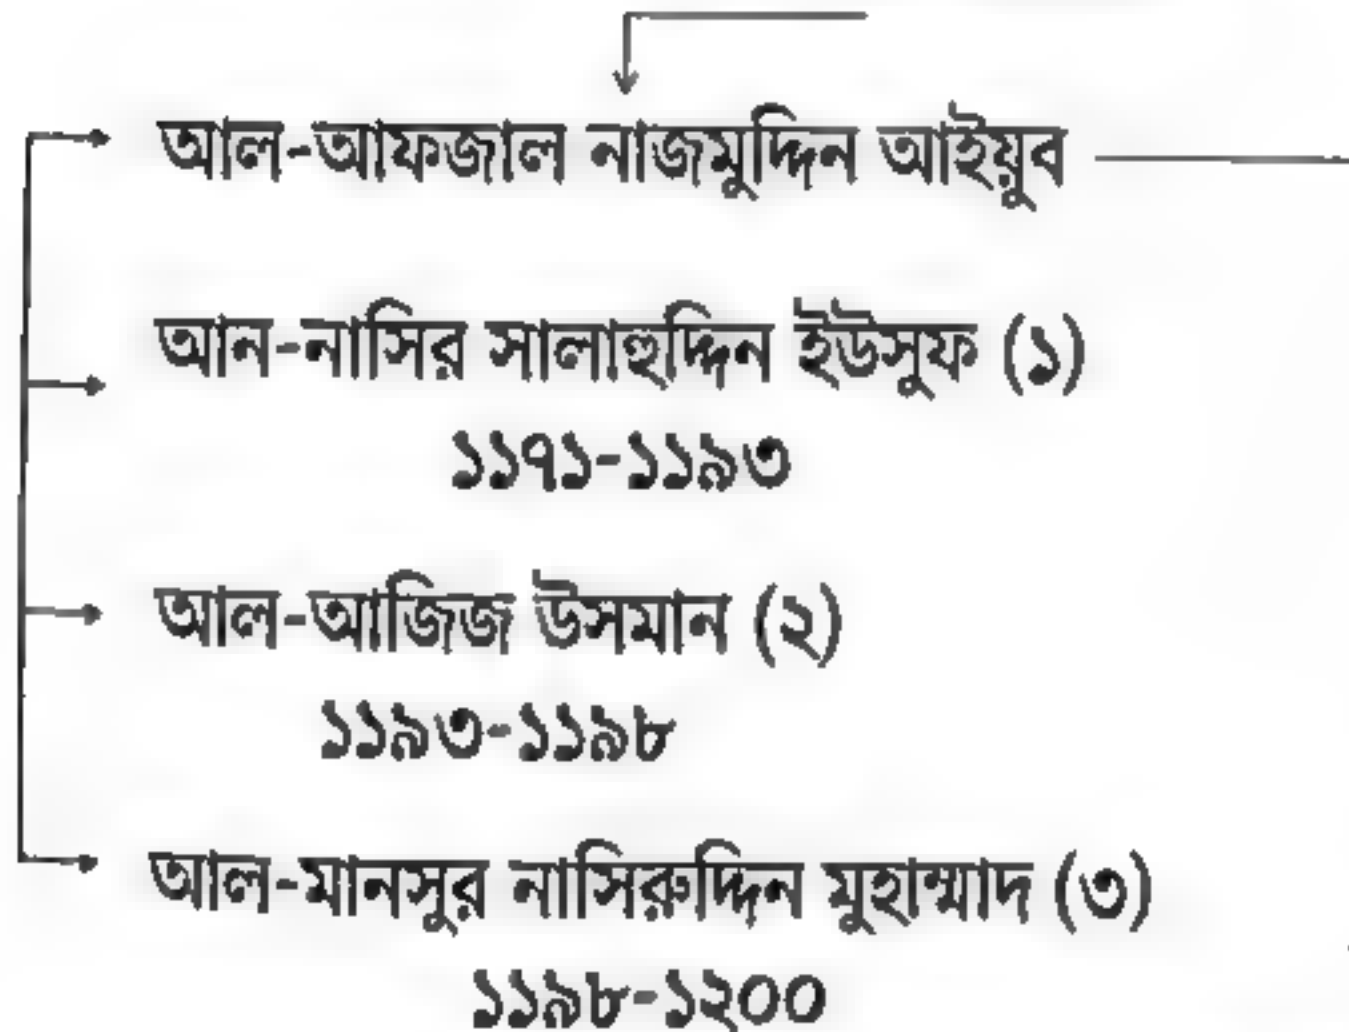 আল-আফজাল নাজমুদ্দিন আইয়ুব
আন-নাসির সালাহুদ্দিন ইউসুফ (১)
১১৭১-১১৯৩
আল-আজিজ উসমান (২)
১১৯৩-১১৯৮
আল-মানসুর নাসিরুদ্দিন মুহাম্মাদ (৩)
১১৯৮-১২০০